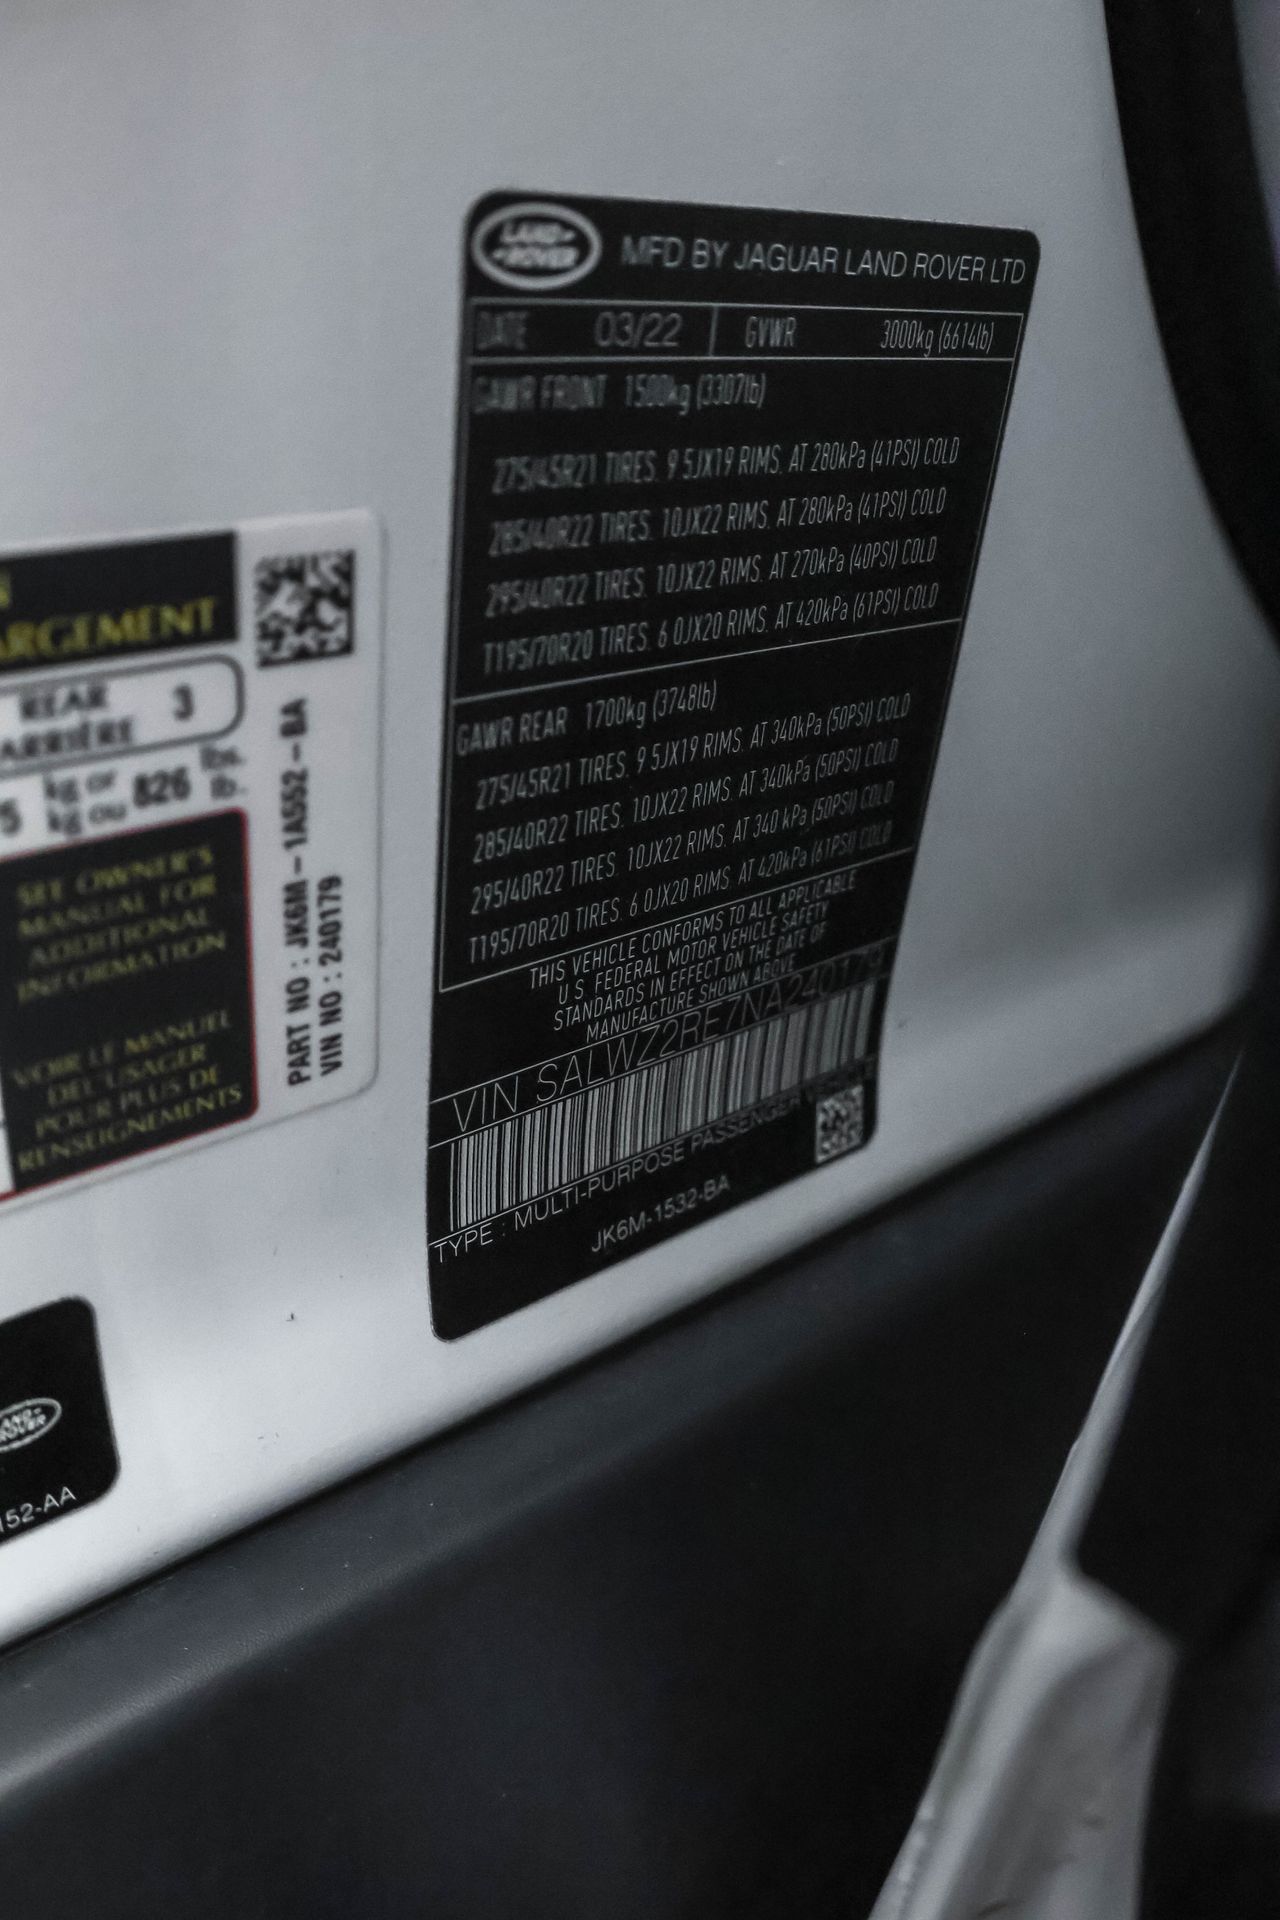 LAND-
-ROVER
MFD BY JAGUAR LAND ROVER LTD
DATE 03/22 GVWR 3000kg (6614lb)
GAWR FRONT 1500kg (3307lb)
275/45R21 TIRES. 9 5JX19 RIMS. AT 280kPa (41PSI) COLD
285/40R22 TIRES. 10JX22 RIMS. AT 280kPa (41PSI) COLD
295/40R22 TIRES. 10JX22 RIMS. AT 270kPa (40PSI) COLD
T195/70R20 TIRES. 6 0JX20 RIMS. AT 420kPa (61PSI) COLD
GAWR REAR 1700kg (3748lb)
275/45R21 TIRES. 9 5JX19 RIMS. AT 340kPa (50PSI) COLD
285/40R22 TIRES. 10JX22 RIMS. AT 340kPa (50PSI) COLD
295/40R22 TIRES. 10JX22 RIMS. AT 340 kPa (50PSI) COLD
T195/70R20 TIRES. 6 0JX20 RIMS. AT 420kPa (61PSI) COLD
THIS VEHICLE CONFORMS TO ALL APPLICABLE
U S. FEDERAL MOTOR VEHICLE SAFETY
STANDARDS IN EFFECT ON THE DATE OF
MANUFACTURE SHOWN ABOVE
VIN SALWZ2RE7NA240179
TYPE : MULTI-PURPOSE PASSENGER VEHICLE
JK6M-1532-BA
ARGEMENT
REAR 3
ARRIÈRE
5 kg or 826 lbs.
kg ou lb.
SEE OWNER'S
MANUAL FOR
ADDITIONAL
INFORMATION
VOIR LE MANUEL
DE L'USAGER
POUR PLUS DE
RENSEIGNEMENTS
PART NO : JK6M-1A552-BA
VIN NO : 240179
LAND-
ROVER
152-AA